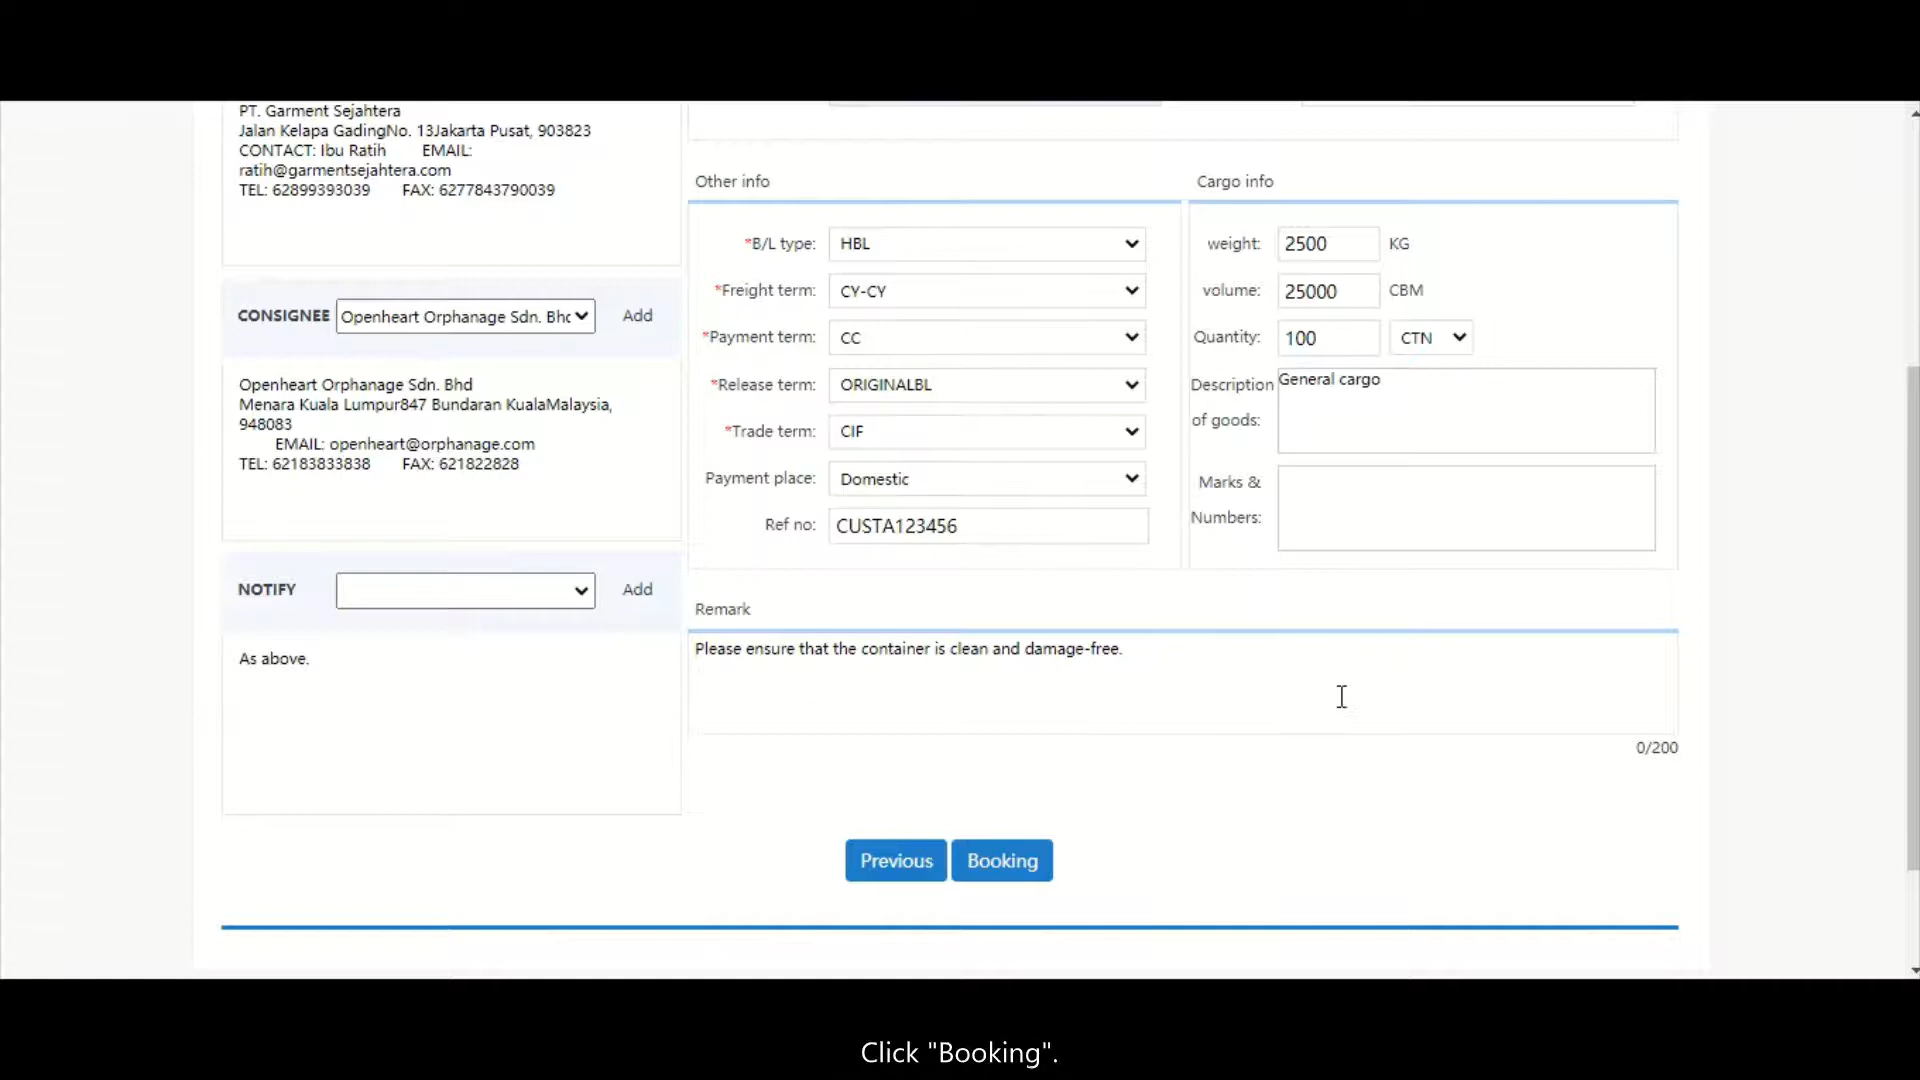 PT. Garment Sejahtera
Jalan Kelapa GadingNo. 13Jakarta Pusat, 903823
CONTACT: Ibu Ratih EMAIL:
ratih@garmentsejahtera.com
TEL: 62899393039 FAX: 6277843790039
CONSIGNEE Openheart Orphanage Sdn. Bhc Add
Openheart Orphanage Sdn. Bhd
Menara Kuala Lumpur847 Bundaran KualaMalaysia,
948083
EMAIL: openheart@orphanage.com
TEL: 62183833838 FAX: 621822828
NOTIFY Add
As above.
Other info
*B/L type: HBL
*Freight term: CY-CY
*Payment term: CC
*Release term: ORIGINALBL
*Trade term: CIF
Payment place: Domestic
Ref no: CUSTA123456
Cargo info
weight: 2500 KG
volume: 25000 CBM
Quantity: 100 CTN
Description General cargo
of goods:
Marks &
Numbers:
Remark
Please ensure that the container is clean and damage-free.
0/200
Previous Booking
Click "Booking".